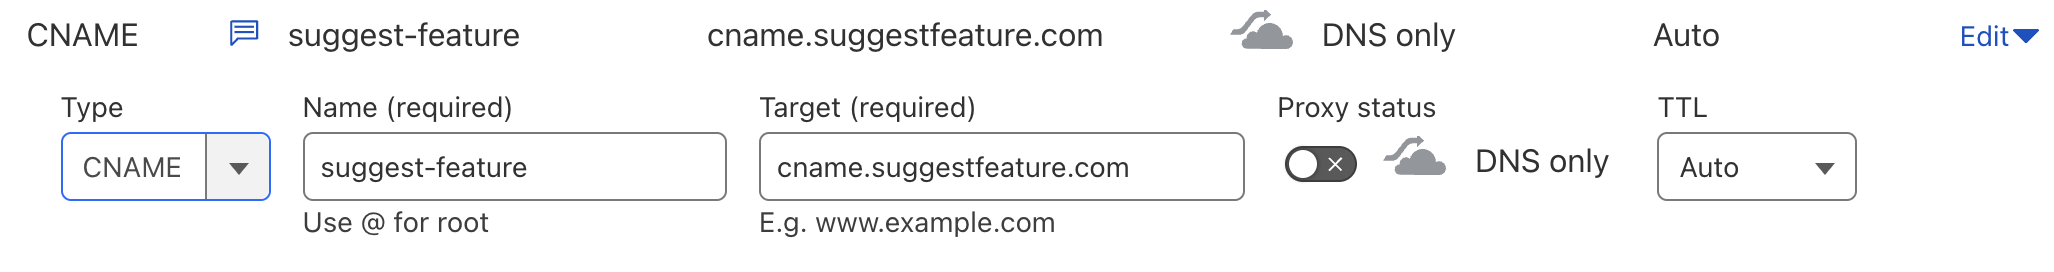 CNAME suggest-feature cname.suggestfeature.com DNS only Auto Edit
Type Name (required) Target (required) Proxy status TTL
CNAME suggest-feature cname.suggestfeature.com DNS only Auto
Use @ for root E.g. www.example.com